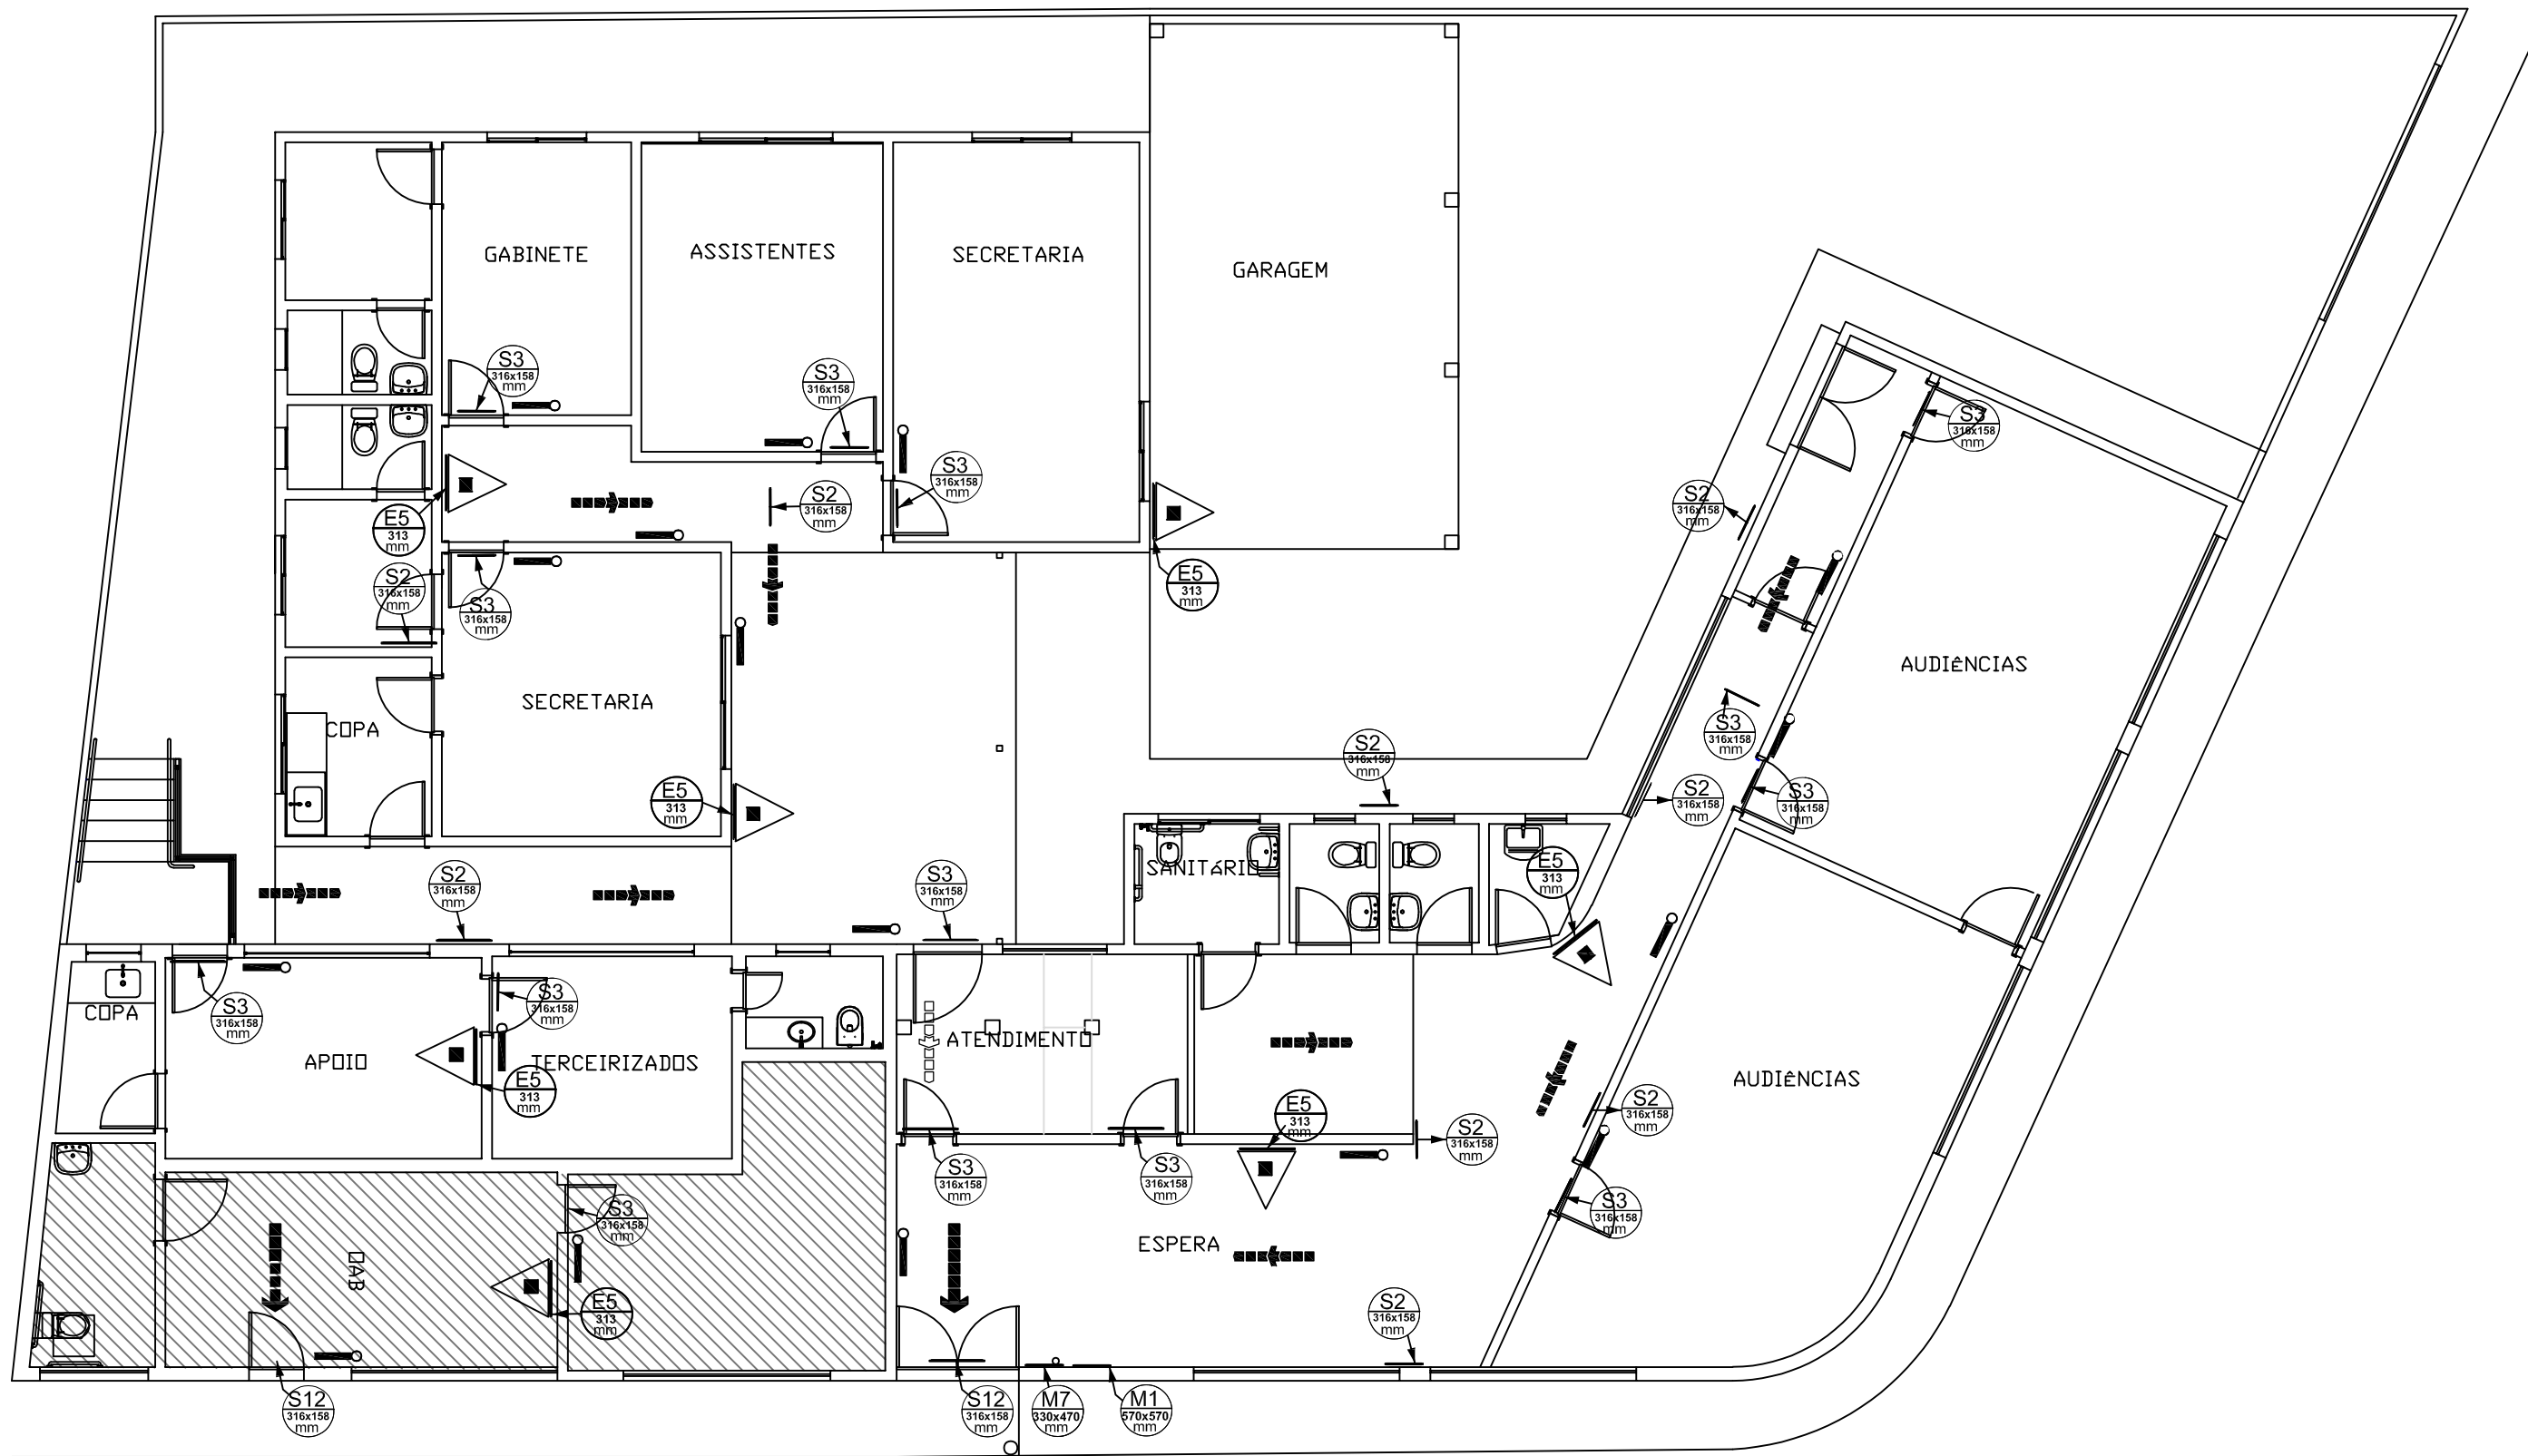 GABINETE
ASSISTENTES
SECRETARIA
GARAGEM
S3
316x158
mm
S3
316x158
mm
S3
316x158
mm
S3
316x158
mm
S2
316x158
mm
S2
316x158
mm
E5
313
mm
E5
313
mm
S2
316x158
mm
S3
316x158
mm
AUDIÊNCIAS
SECRETARIA
COPA
S3
316x158
mm
S2
316x158
mm
E5
313
mm
S2
316x158
mm
S3
316x158
mm
SANITÁRIO
E5
313
mm
S2
316x158
mm
S3
316x158
mm
COPA
S3
316x158
mm
S3
316x158
mm
APOIO
TERCEIRIZADOS
ATENDIMENTO
AUDIÊNCIAS
E5
313
mm
E5
313
mm
S2
316x158
mm
S2
316x158
mm
S3
316x158
mm
S3
316x158
mm
S3
316x158
mm
S3
316x158
mm
ESPERA
OAB
E5
313
mm
S2
316x158
mm
S12
316x158
mm
S12
316x158
mm
M7
330x470
mm
M1
570x570
mm